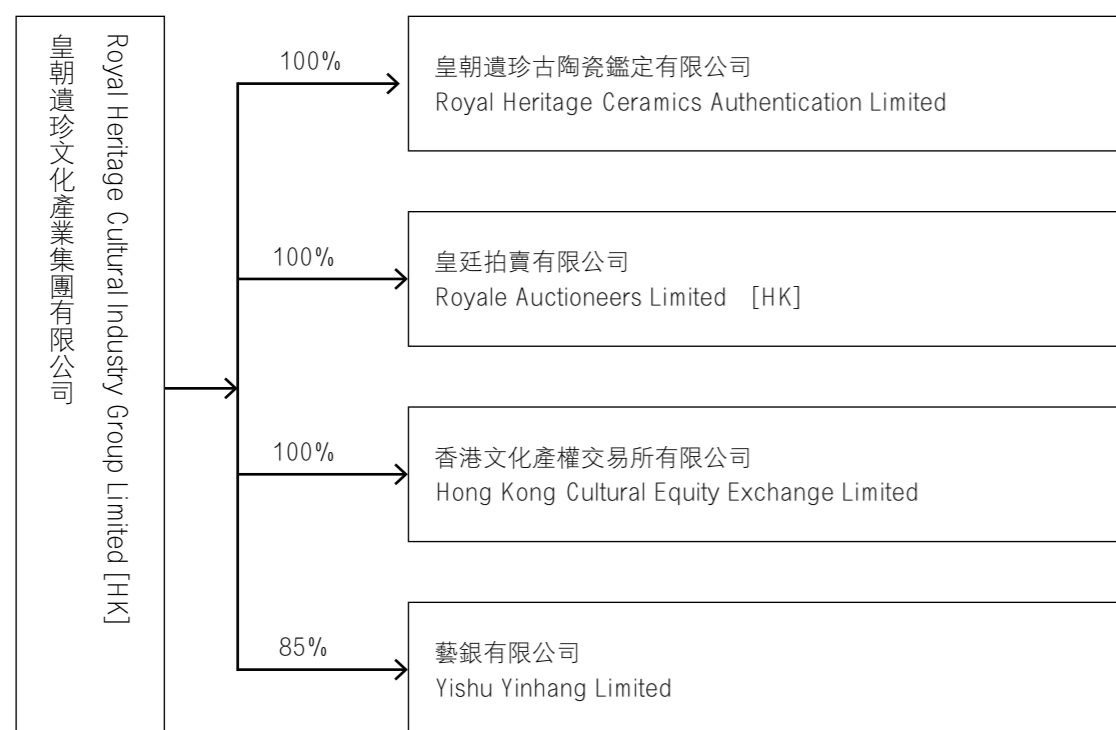 皇朝遺珍文化產業集團有限公司
Royal Heritage Cultural Industry Group Limited [HK]
100%
皇朝遺珍古陶瓷鑑定有限公司
Royal Heritage Ceramics Authentication Limited
100%
皇廷拍賣有限公司
Royale Auctioneers Limited [HK]
100%
香港文化產權交易所有限公司
Hong Kong Cultural Equity Exchange Limited
85%
藝銀有限公司
Yishu Yinhang Limited